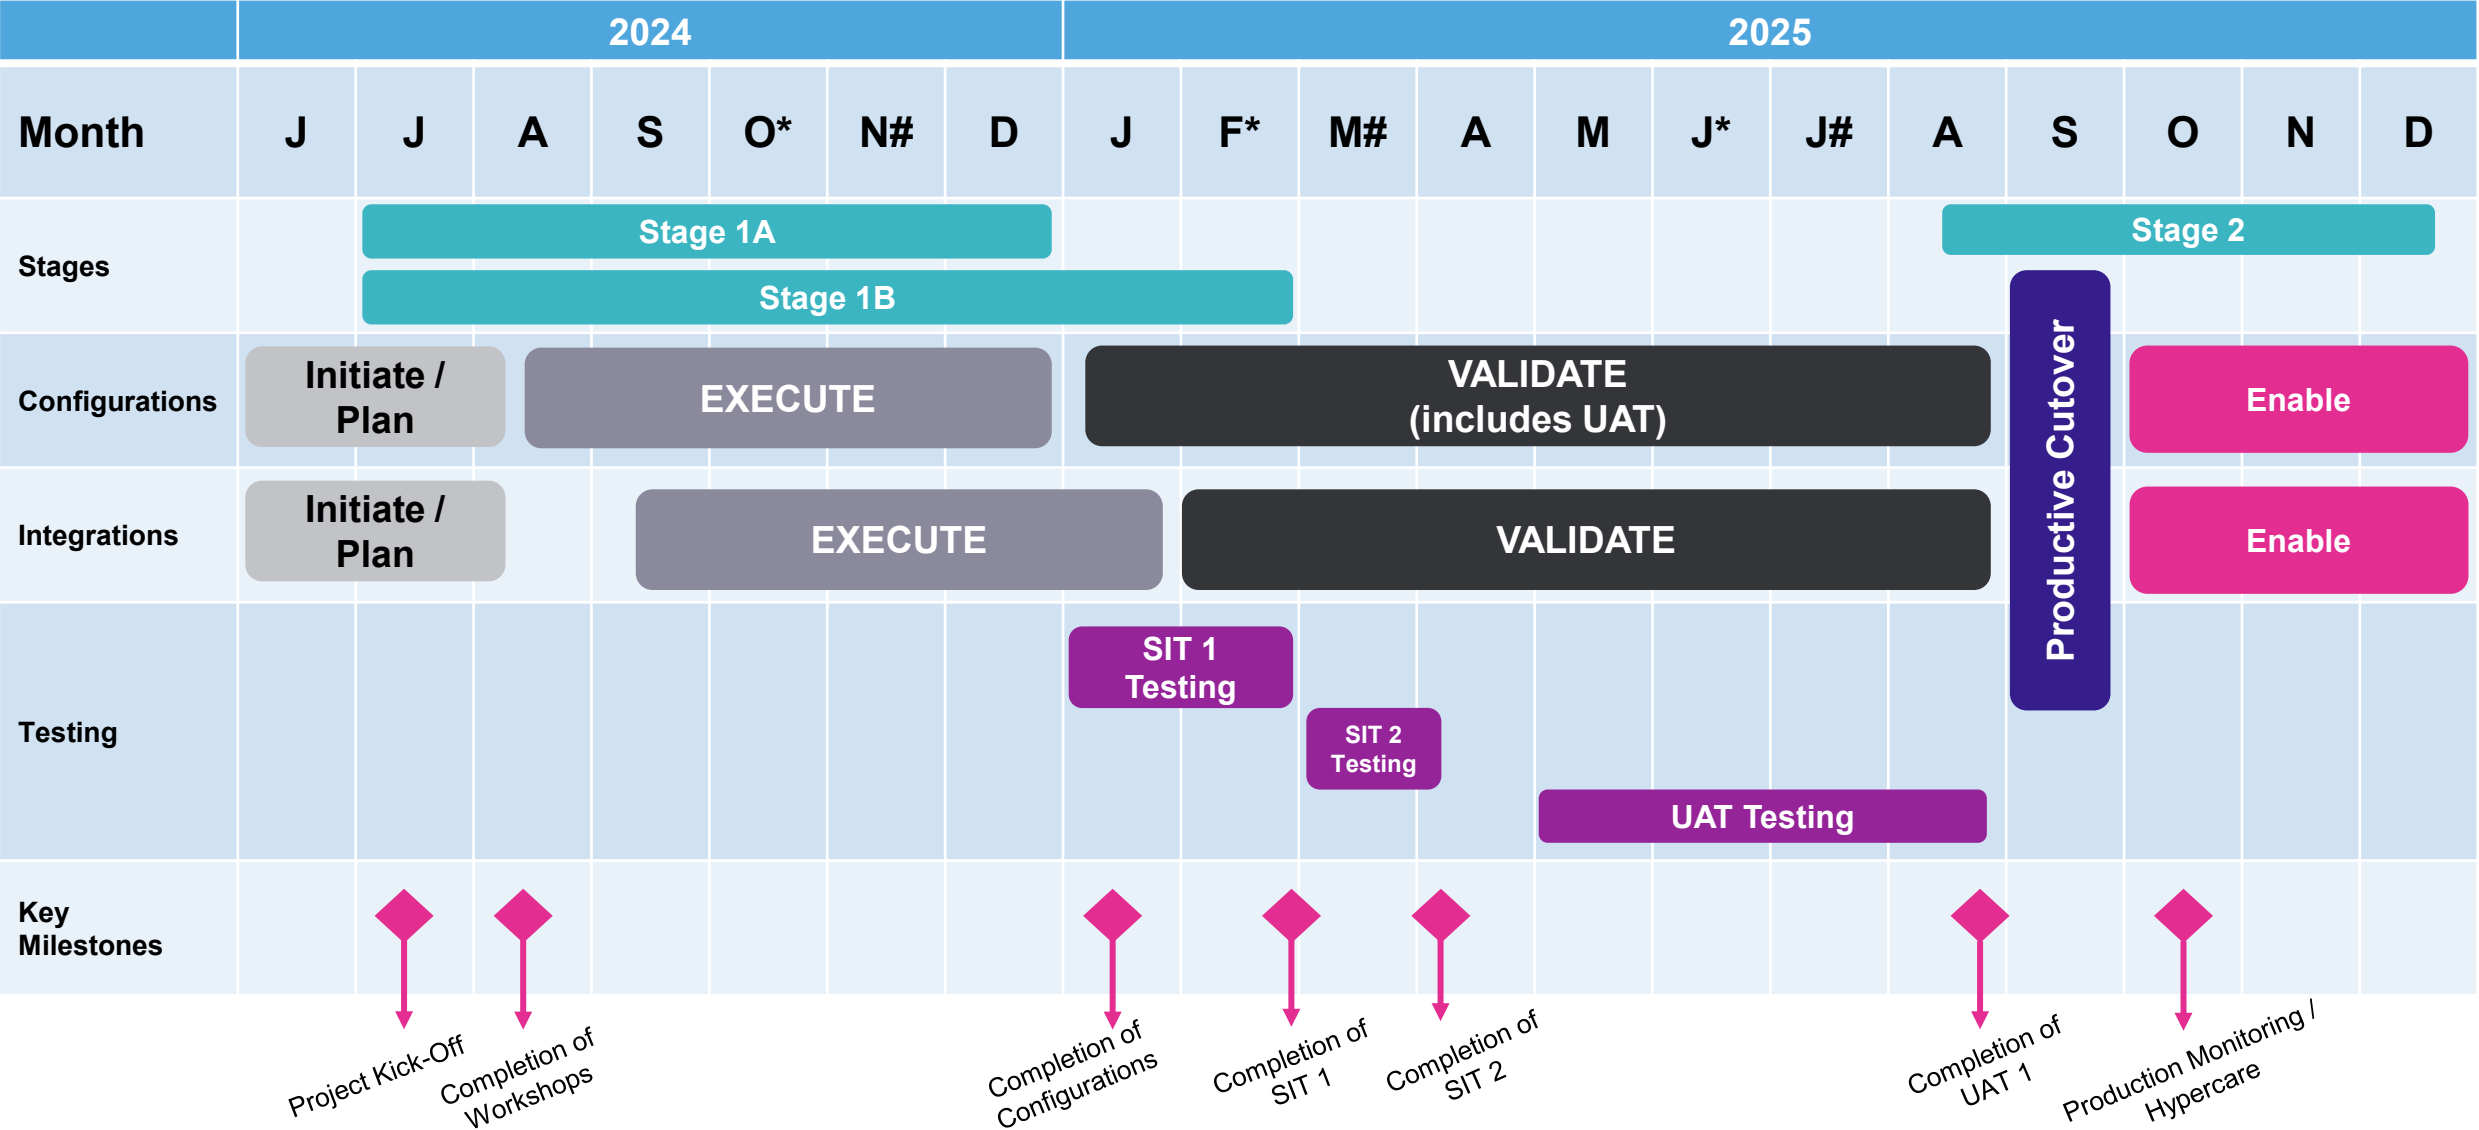 2024
2025
Month
J
J
A
S
O*
N#
D
J
F*
M#
A
M
J*
J#
A
S
O
N
D
Stages
Stage 1A
Stage 2
Stage 1B
Configurations
Initiate /
Plan
EXECUTE
VALIDATE
(includes UAT)
Productive Cutover
Enable
Integrations
Initiate /
Plan
EXECUTE
VALIDATE
Enable
Testing
SIT 1
Testing
SIT 2
Testing
UAT Testing
Key
Milestones
Project Kick-Off
Completion of
Workshops
Completion of
Configurations
Completion of
SIT 1
Completion of
SIT 2
Completion of
UAT 1
Production Monitoring /
Hypercare